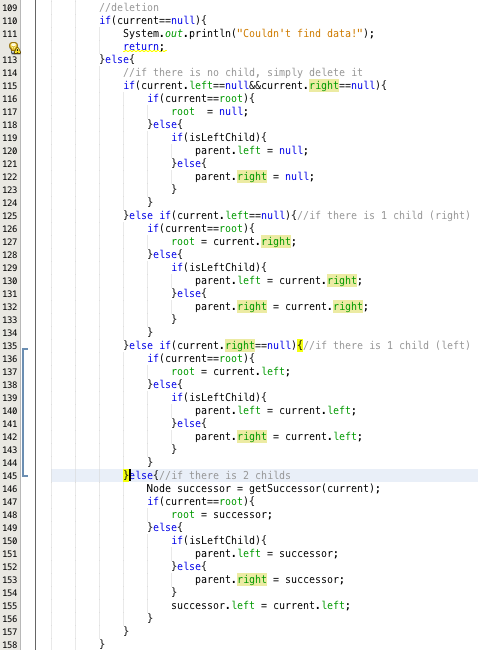 109 //deletion
110 if(current==null){
111 System.out.println("Couldn't find data!");
return;
113 }else{
114 //if there is no child, simply delete it
115 if(current.left==null&&current.right==null){
116 if(current==root){
117 root  = null;
118 }else{
119 if(isLeftChild){
120 parent.left = null;
121 }else{
122 parent.right = null;
123 }
124 }
125 }else if(current.left==null){//if there is 1 child (right)
126 if(current==root){
127 root = current.right;
128 }else{
129 if(isLeftChild){
130 parent.left = current.right;
131 }else{
132 parent.right = current.right;
133 }
134 }
135 }else if(current.right==null){//if there is 1 child (left)
136 if(current==root){
137 root = current.left;
138 }else{
139 if(isLeftChild){
140 parent.left = current.left;
141 }else{
142 parent.right = current.left;
143 }
144 }
145 }else{//if there is 2 childs
146 Node successor = getSuccessor(current);
147 if(current==root){
148 root = successor;
149 }else{
150 if(isLeftChild){
151 parent.left = successor;
152 }else{
153 parent.right = successor;
154 }
155 successor.left = current.left;
156 }
157 }
158 }